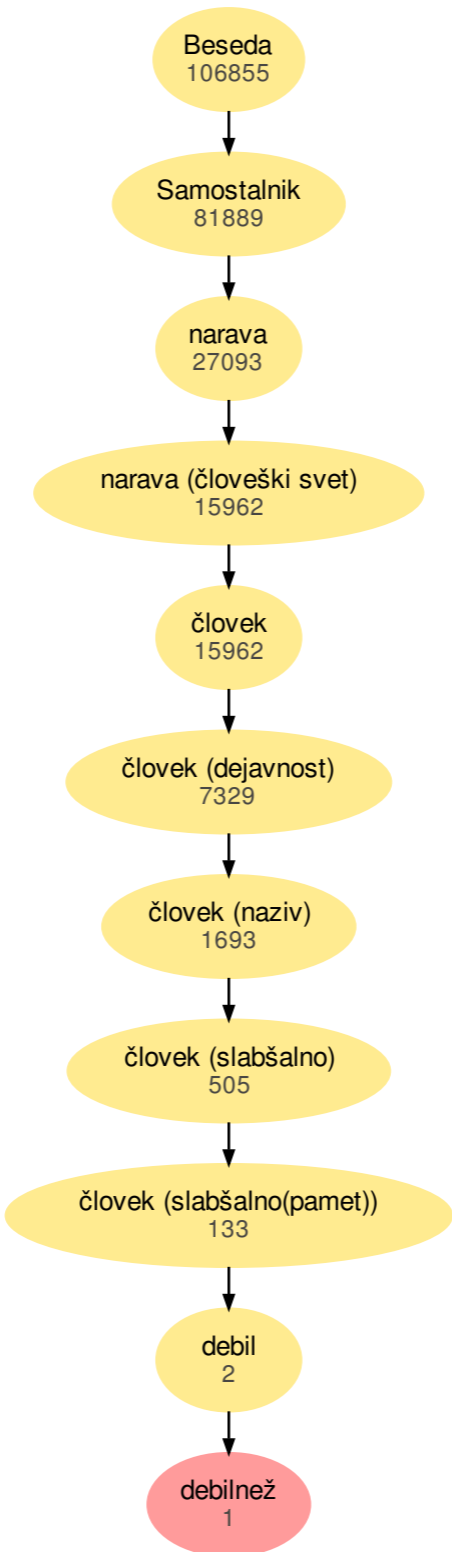 Beseda
106855
Samostalnik
81889
narava
27093
narava (človeški svet)
15962
človek
15962
človek (dejavnost)
7329
človek (naziv)
1693
človek (slabšalno)
505
človek (slabšalno(pamet))
133
debil
2
debilnež
1